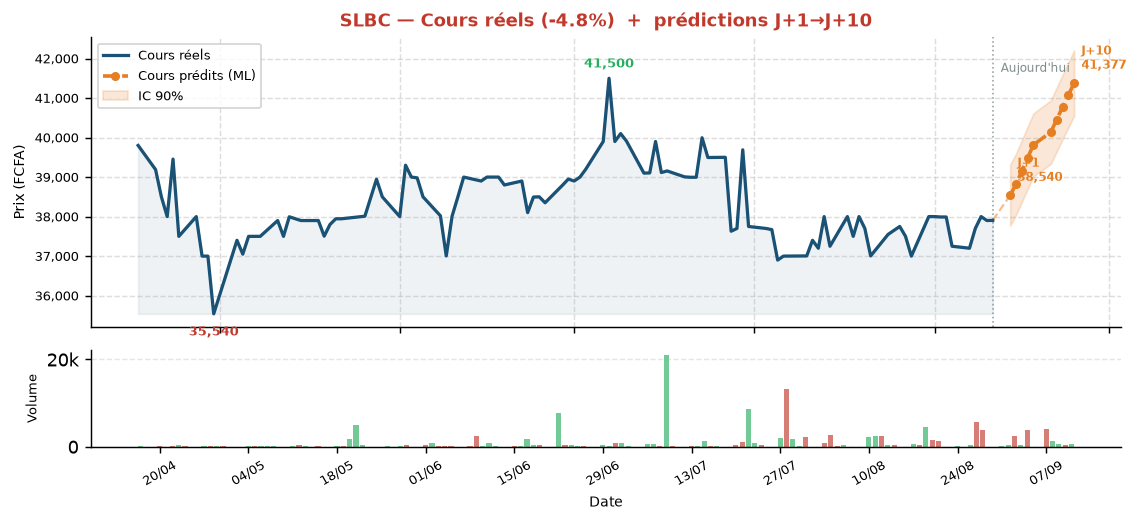 SLBC — Cours réels (-4.8%)  +  prédictions J+1→J+10
Cours réels
Cours prédits (ML)
IC 90%
Prix (FCFA)
42,000
41,000
40,000
39,000
38,000
37,000
36,000
41,500
35,540
Aujourd'hui
J+10
41,377
J+1
38,540
Volume
20k
0
20/04
04/05
18/05
01/06
15/06
29/06
13/07
27/07
10/08
24/08
07/09
Date